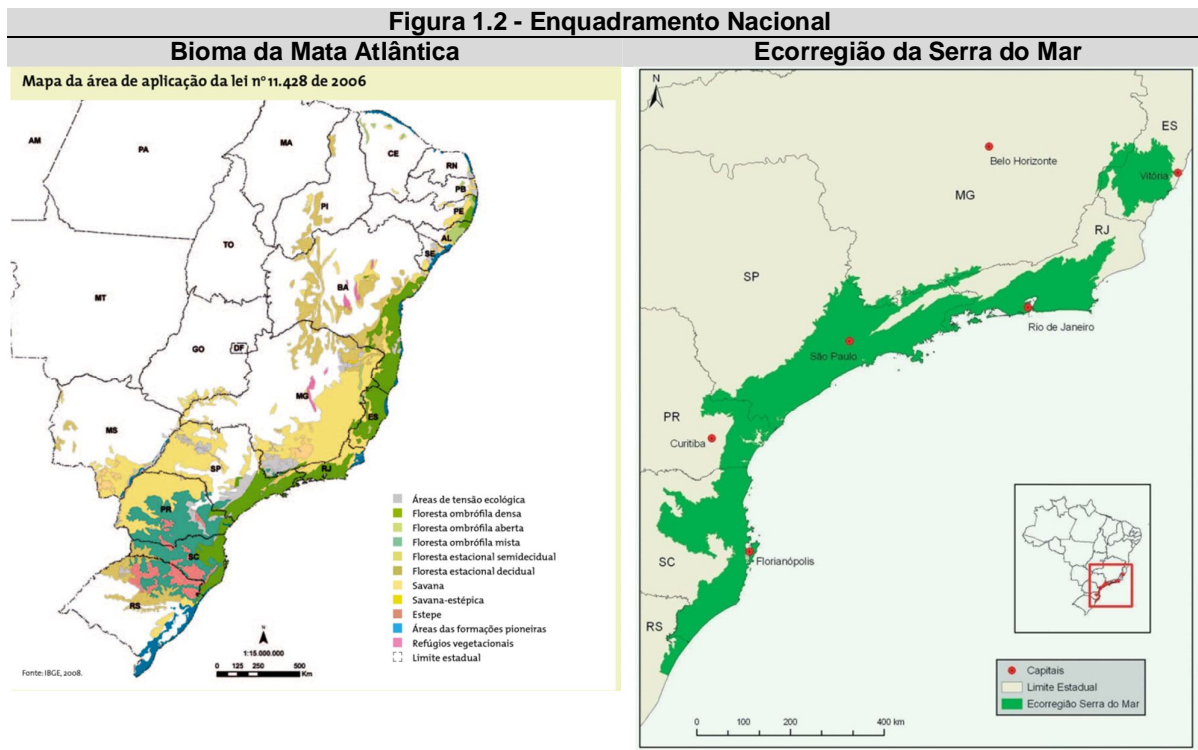 Figura 1.2 - Enquadramento Nacional
Bioma da Mata Atlântica
Ecorregião da Serra do Mar
Mapa da área de aplicação da lei nº 11.428 de 2006
AM
PA
MA
CE
RN
PB
PE
PI
AL
SE
TO
BA
MT
GO
DF
MG
ES
MS
SP
RJ
PR
SC
RS
Áreas de tensão ecológica
Floresta ombrófila densa
Floresta ombrófila aberta
Floresta ombrófila mista
Floresta estacional semidecidual
Floresta estacional decidual
Savana
Savana-estépica
Estepe
Áreas das formações pioneiras
Refúgios vegetacionais
Limite estadual
N
1:15.000.000
0 125 250 500
Km
Fonte: IBGE, 2008.
N
ES
Belo Horizonte
Vitória
MG
RJ
SP
Rio de Janeiro
São Paulo
PR
Curitiba
Florianópolis
SC
RS
Capitais
Limite Estadual
Ecorregião Serra do Mar
0 100 200 400 km